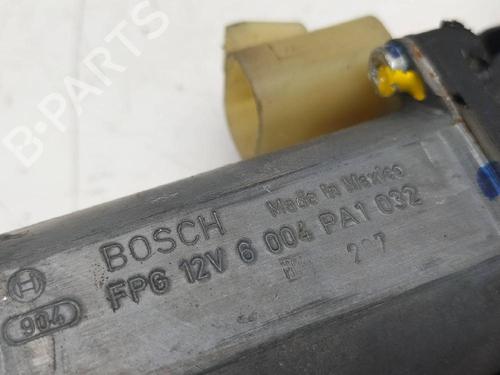 B-PARTS
BOSCH Made in Mexico
FPG 12V 6 004 PA1 032
904